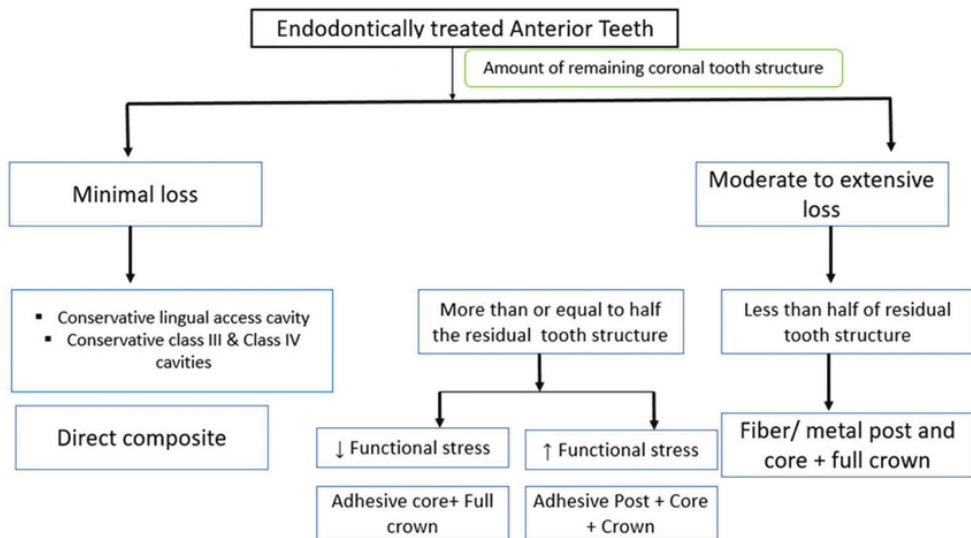 Endodontically treated Anterior Teeth
Amount of remaining coronal tooth structure
Minimal loss
Moderate to extensive
loss
▪ Conservative lingual access cavity
▪ Conservative class III & Class IV
cavities
More than or equal to half
the residual tooth structure
Less than half of residual
tooth structure
Direct composite
↓ Functional stress
↑ Functional stress
Fiber/ metal post and
core + full crown
Adhesive core+ Full
crown
Adhesive Post + Core
+ Crown